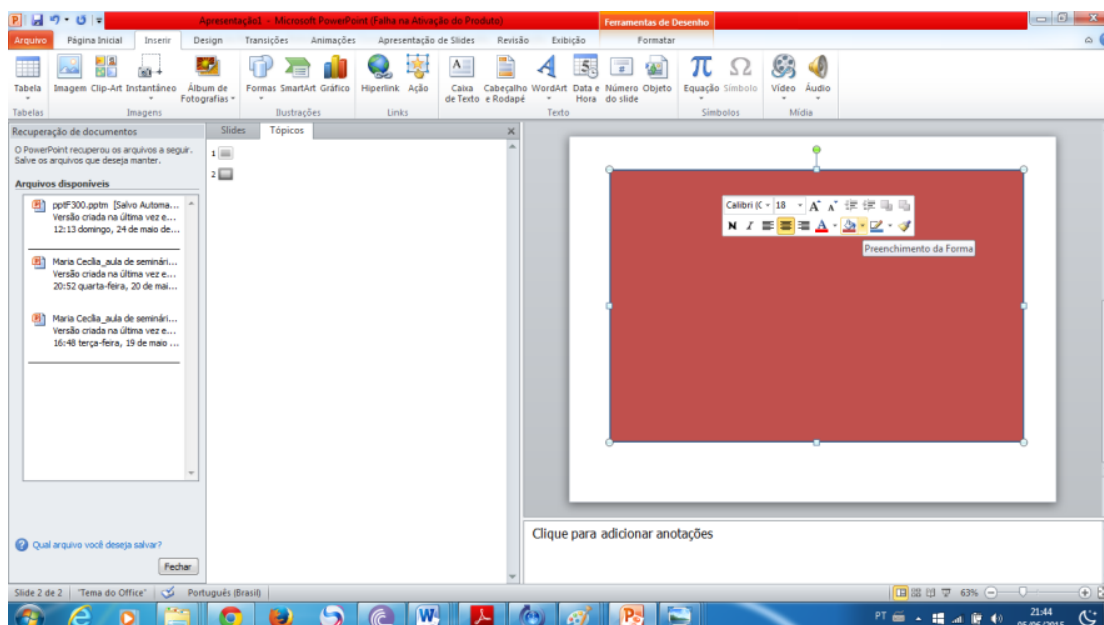 Apresentação1 - Microsoft PowerPoint (Falha na Ativação do Produto)
Ferramentas de Desenho
Arquivo Página Inicial Inserir Design Transições Animações Apresentação de Slides Revisão Exibição Formatar
Tabela Imagem Clip-Art Instantâneo Álbum de Fotografias Formas SmartArt Gráfico Hiperlink Ação Caixa de Texto Cabeçalho e Rodapé WordArt Data e Hora Número do slide Objeto Equação Símbolo Vídeo Áudio
Tabelas Imagens Ilustrações Links Texto Símbolos Mídia
Recuperação de documentos
O PowerPoint recuperou os arquivos a seguir.
Salve os arquivos que deseja manter.
Arquivos disponíveis
pptF300.pptm [Salvo Automa...
Versão criada na última vez e...
12:13 domingo, 24 de maio de...
Maria Cecília_aula de seminári...
Versão criada na última vez e...
20:52 quarta-feira, 20 de mai...
Maria Cecília_aula de seminári...
Versão criada na última vez e...
16:48 terça-feira, 19 de maio ...
Qual arquivo você deseja salvar?
Fechar
Slides Tópicos
1
2
Calibri (C 18 A A
N I A
Preenchimento da Forma
Clique para adicionar anotações
Slide 2 de 2 "Tema do Office" Português (Brasil) 63%
PT 21:44
05/06/2015